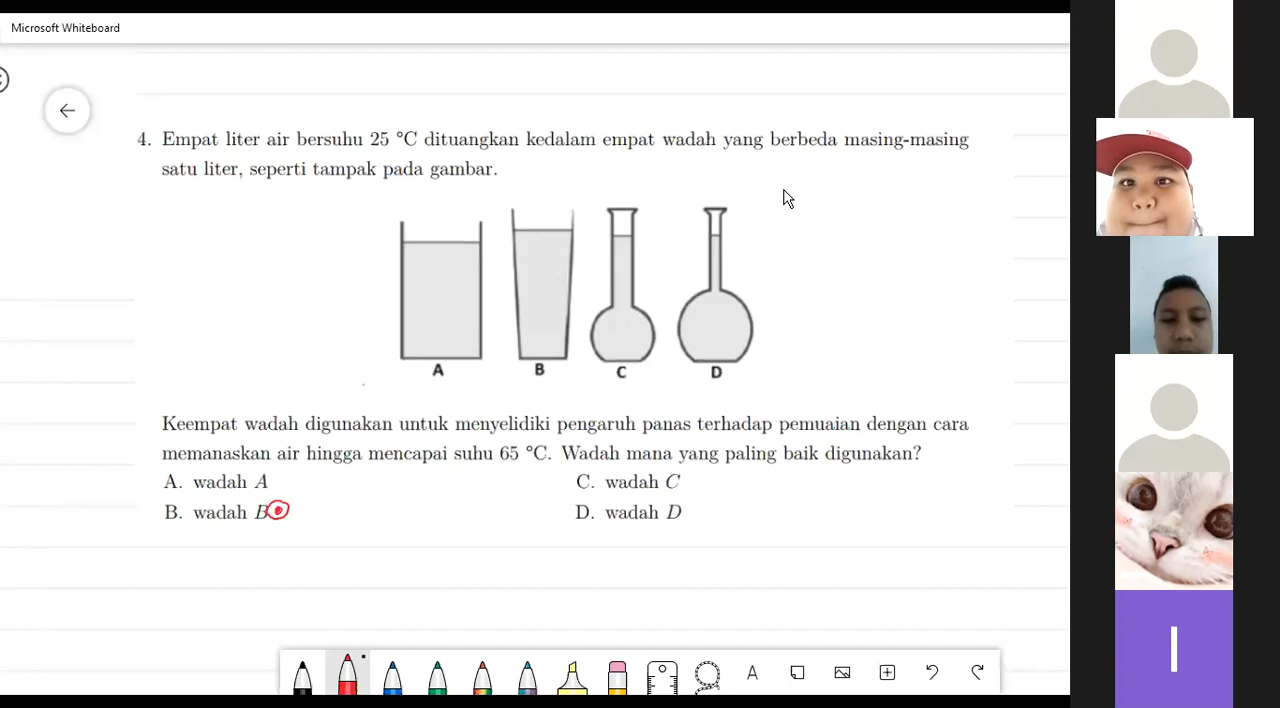 Microsoft Whiteboard
4. Empat liter air bersuhu 25 °C dituangkan kedalam empat wadah yang berbeda masing-masing
satu liter, seperti tampak pada gambar.
A B C D
Keempat wadah digunakan untuk menyelidiki pengaruh panas terhadap pemuaian dengan cara
memanaskan air hingga mencapai suhu 65 °C. Wadah mana yang paling baik digunakan?
A. wadah A C. wadah C
B. wadah B D. wadah D
A
I